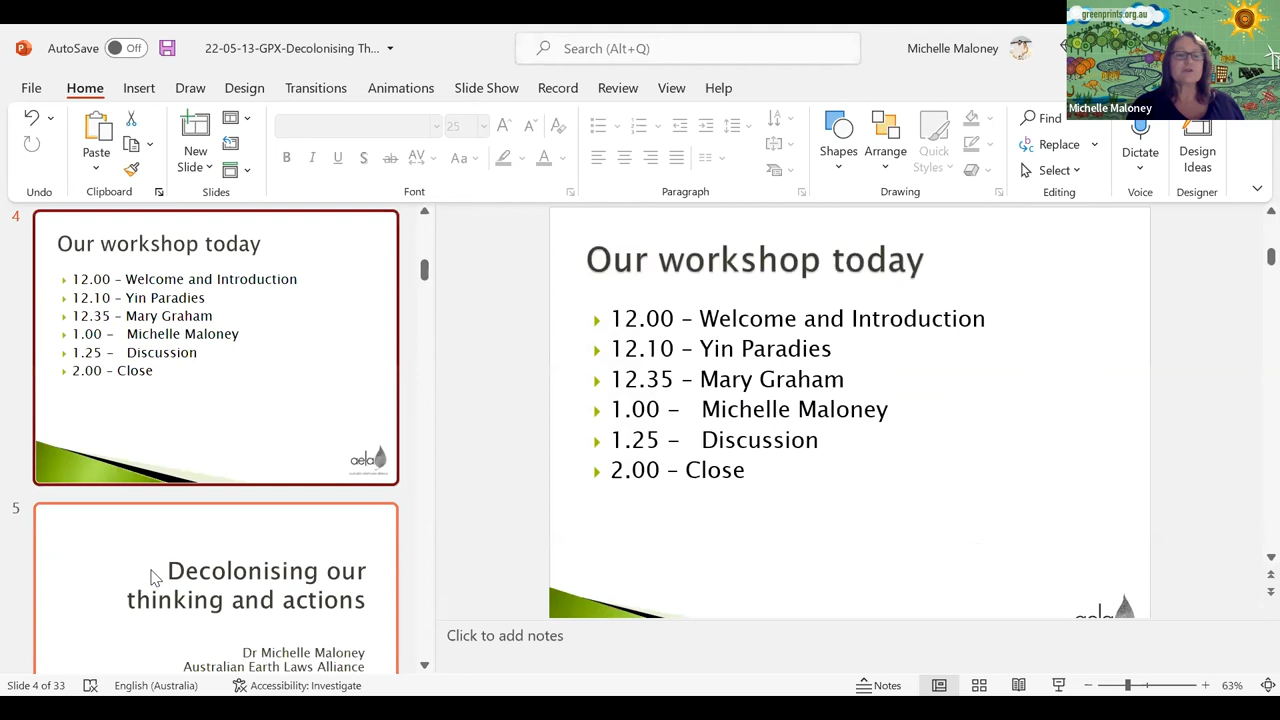 greenprints.org.au
AutoSave
Off
22-05-13-GPX-Decolonising Th...
Search (Alt+Q)
Michelle Maloney
Michelle Maloney
File
Home
Insert
Draw
Design
Transitions
Animations
Slide Show
Record
Review
View
Help
Paste
New
Slide
25
B I U S ab AV Aa A
Shapes
Arrange
Quick
Styles
Find
Replace
Select
Dictate
Design
Ideas
Undo
Clipboard
Slides
Font
Paragraph
Drawing
Editing
Voice
Designer
4
Our workshop today
12.00 – Welcome and Introduction
12.10 – Yin Paradies
12.35 – Mary Graham
1.00 – Michelle Maloney
1.25 – Discussion
2.00 – Close
aela
5
Decolonising our
thinking and actions
Dr Michelle Maloney
Australian Earth Laws Alliance
Our workshop today
12.00 – Welcome and Introduction
12.10 – Yin Paradies
12.35 – Mary Graham
1.00 – Michelle Maloney
1.25 – Discussion
2.00 – Close
aela
Click to add notes
Slide 4 of 33
English (Australia)
Accessibility: Investigate
Notes
63%